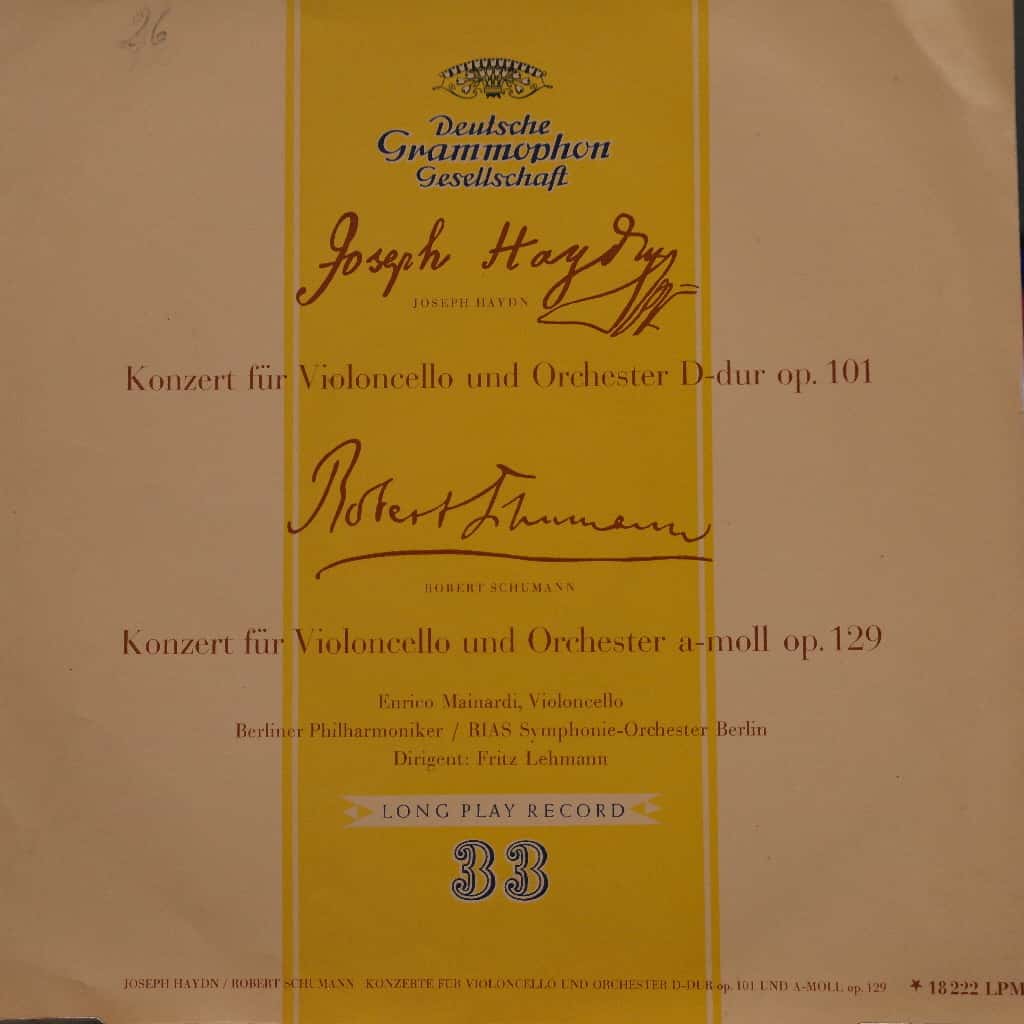 26
Deutsche
Grammophon
Gesellschaft
Joseph Haydn
JOSEPH HAYDN
Konzert für Violoncello und Orchester D-dur op. 101
Robert Schumann
ROBERT SCHUMANN
Konzert für Violoncello und Orchester a-moll op. 129
Enrico Mainardi, Violoncello
Berliner Philharmoniker / RIAS Symphonie-Orchester Berlin
Dirigent: Fritz Lehmann
LONG PLAY RECORD
33
JOSEPH HAYDN / ROBERT SCHUMANN KONZERTE FÜR VIOLONCELLO UND ORCHESTER D-DUR op. 101 UND A-MOLL op. 129 ★ 18 222 LPM